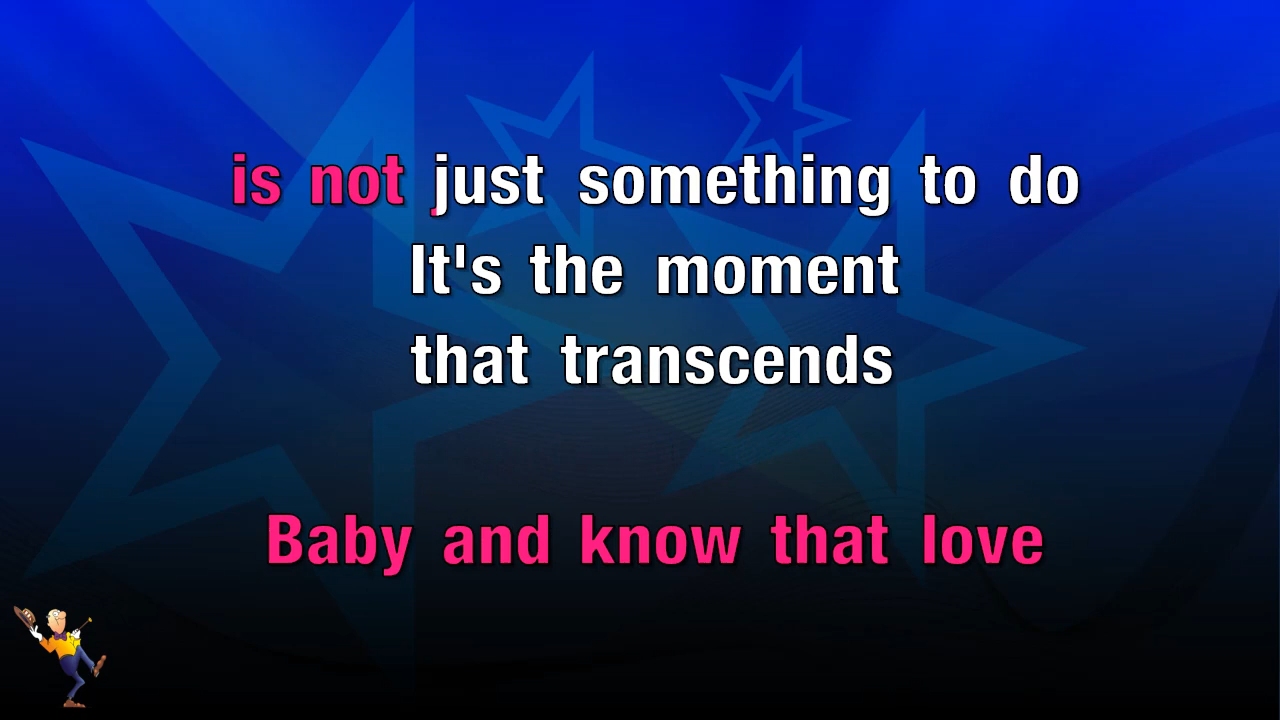 is not just something to do
It's the moment
that transcends
Baby and know that love